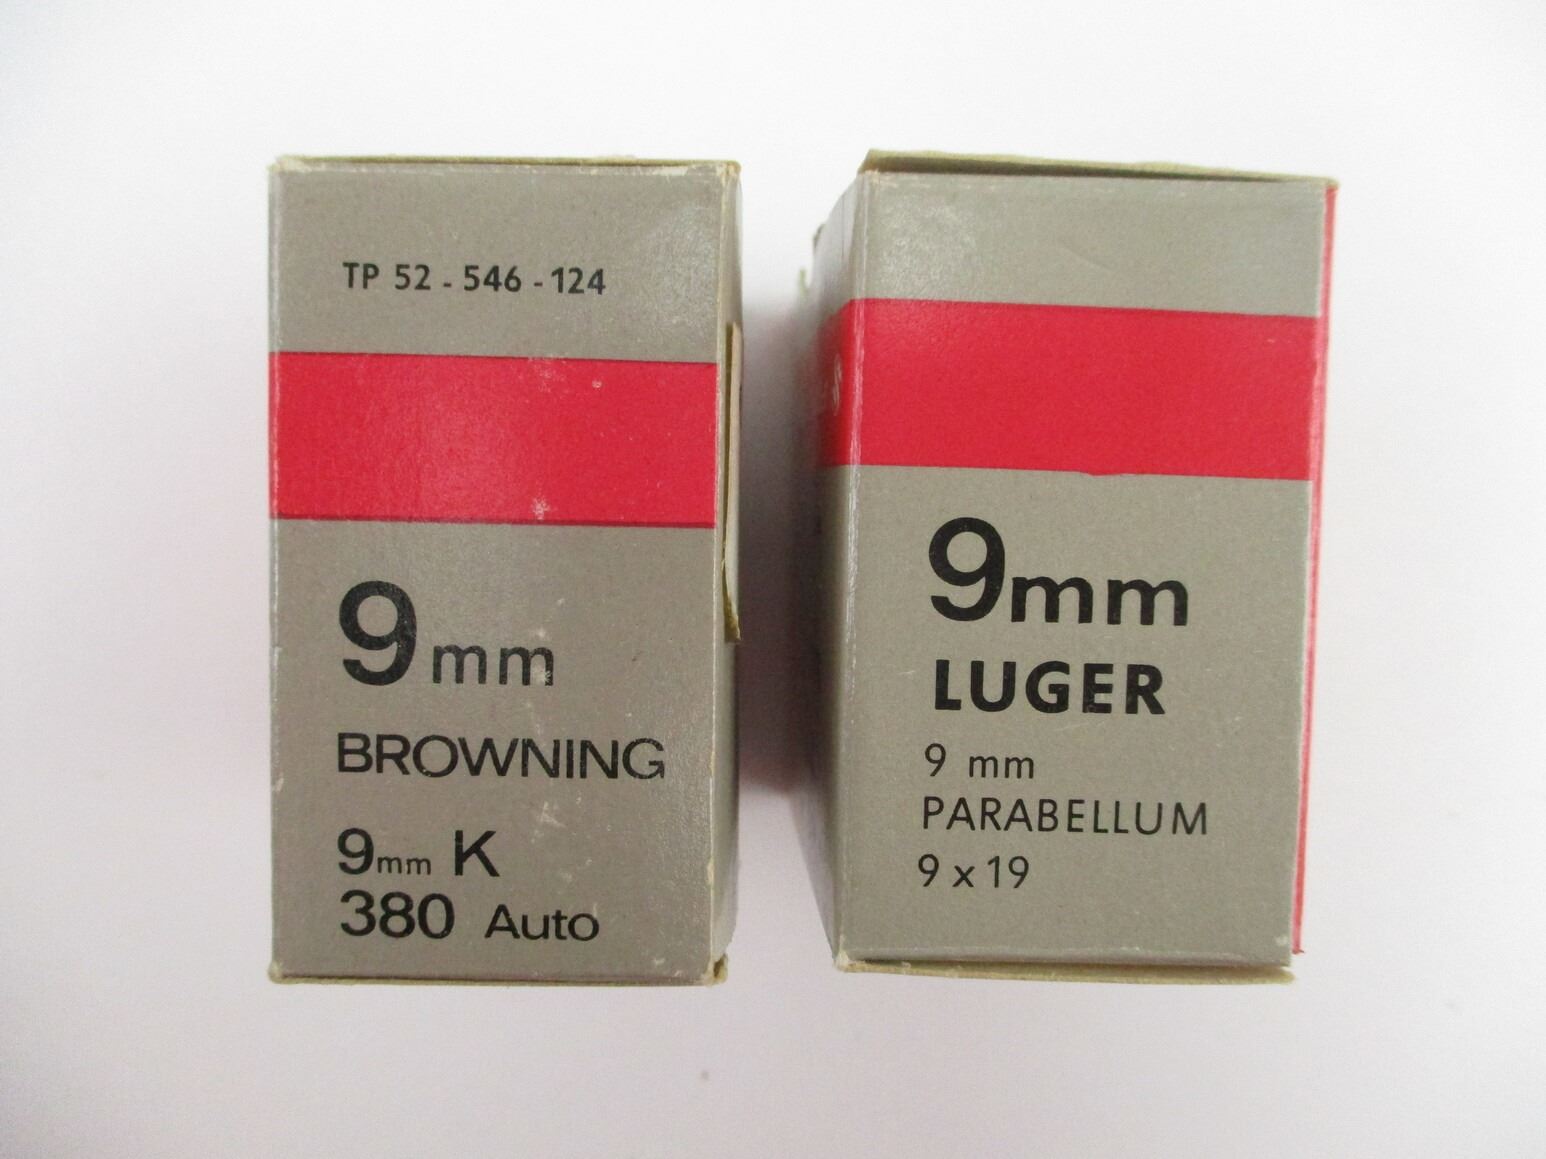 TP 52 - 546 - 124
9mm
BROWNING
9mm K
380 Auto
9mm
LUGER
9 mm
PARABELLUM
9 x 19